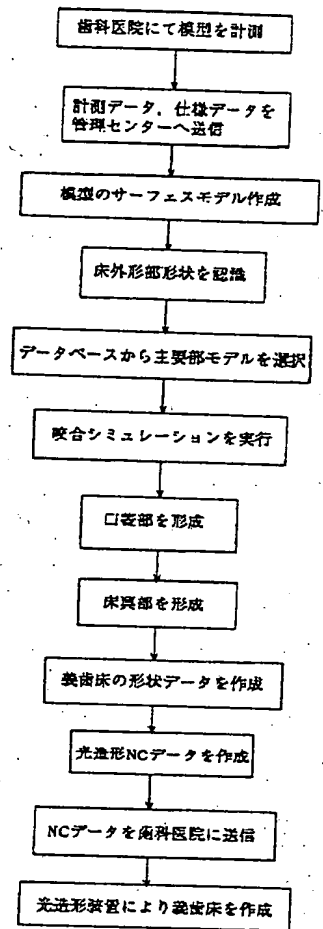 歯科医院にて模型を計測
計測データ、仕様データを
管理センターへ送信
模型のサーフェスモデル作成
床外形部形状を認識
データベースから主要部モデルを選択
咬合シミュレーションを実行
口蓋部を形成
床翼部を形成
義歯床の形状データを作成
光造形NCデータを作成
NCデータを歯科医院に送信
光造形装置により義歯床を作成